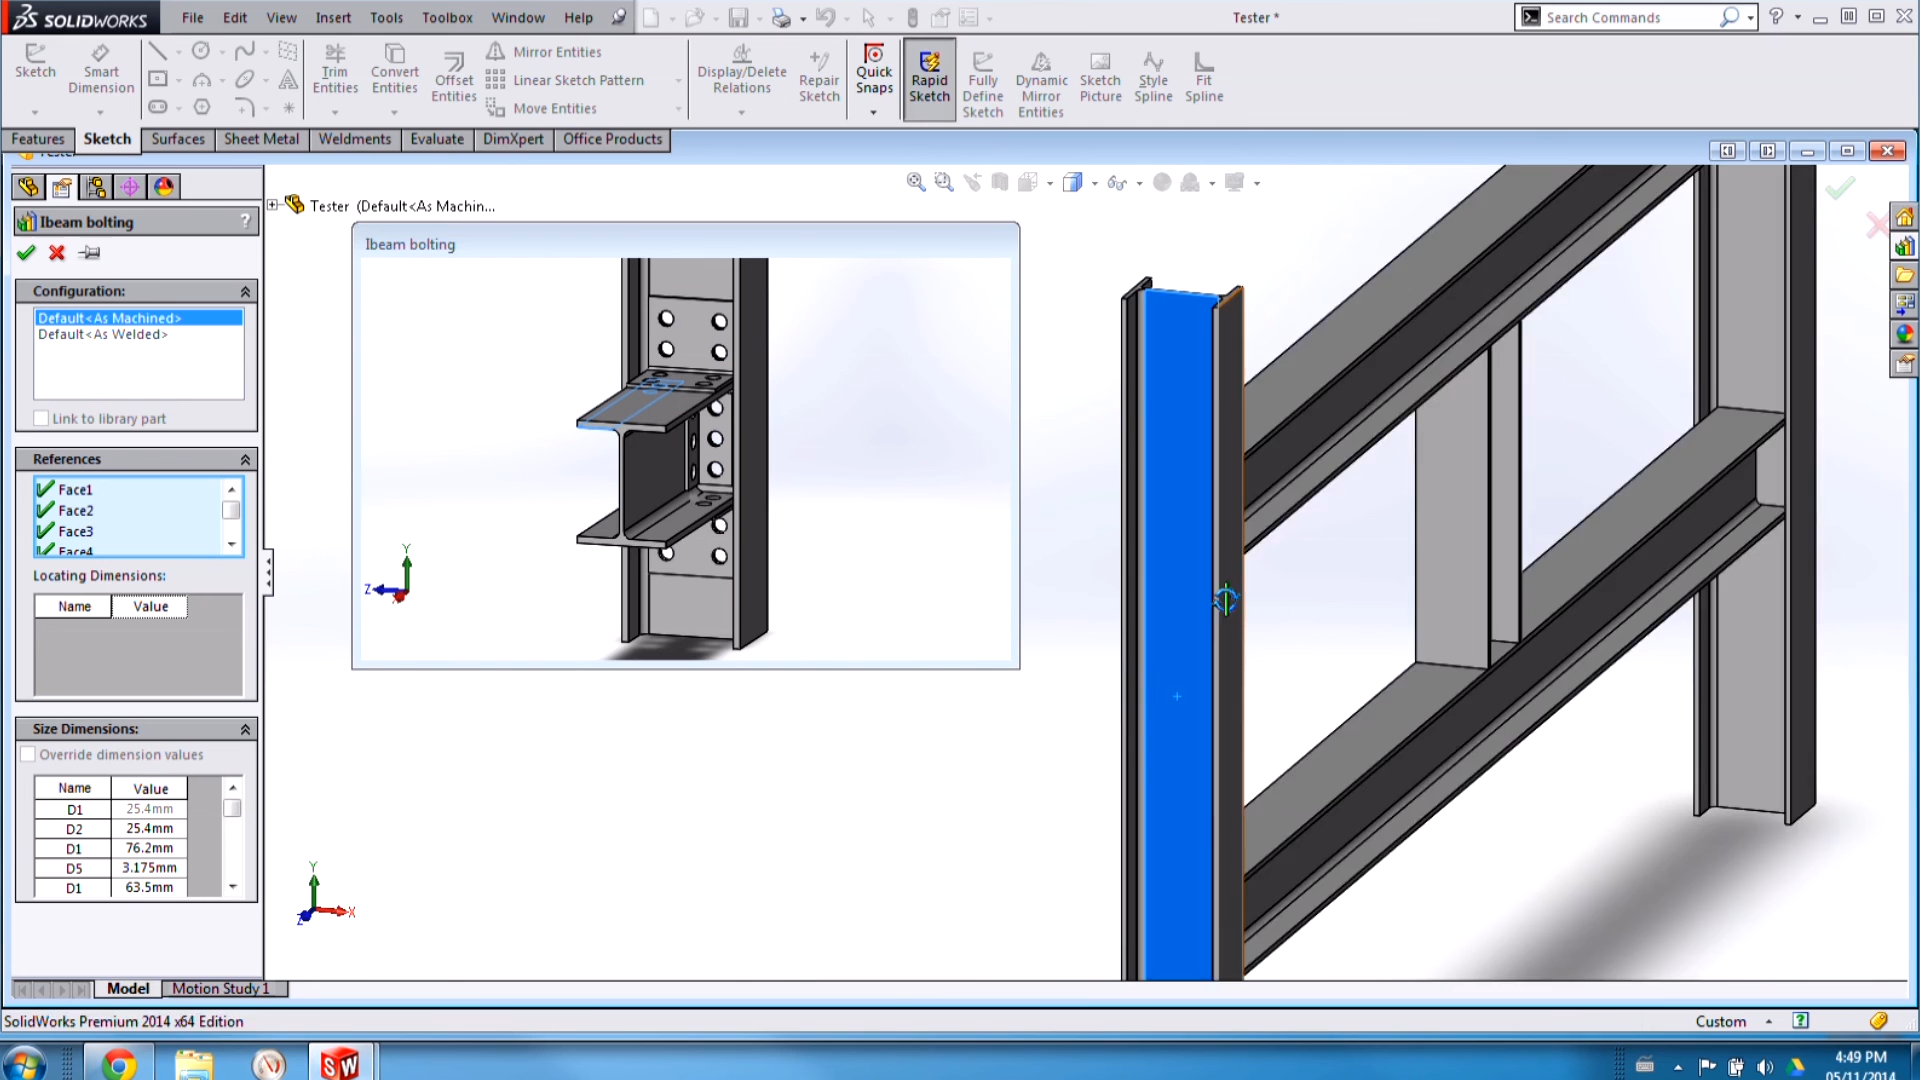 SOLIDWORKS File Edit View Insert Tools Toolbox Window Help Tester * Search Commands
Sketch Smart Dimension Trim Entities Convert Entities Offset Entities Mirror Entities Linear Sketch Pattern Move Entities Display/Delete Relations Repair Sketch Quick Snaps Rapid Sketch Fully Define Sketch Dynamic Mirror Entities Sketch Picture Style Spline Fit Spline
Features Sketch Surfaces Sheet Metal Weldments Evaluate DimXpert Office Products
Tester
Tester (Default<As Machin...
Ibeam bolting ?
Ibeam bolting
Configuration:
Default<As Machined>
Default<As Welded>
Link to library part
References
Face1
Face2
Face3
Face4
Locating Dimensions:
Name Value
Size Dimensions:
Override dimension values
Name Value
D1 25.4mm
D2 25.4mm
D1 76.2mm
D5 3.175mm
D1 63.5mm
Y
Z
Y
X
Z
Model Motion Study 1
SolidWorks Premium 2014 x64 Edition Custom
SW 4:49 PM
05/11/2014